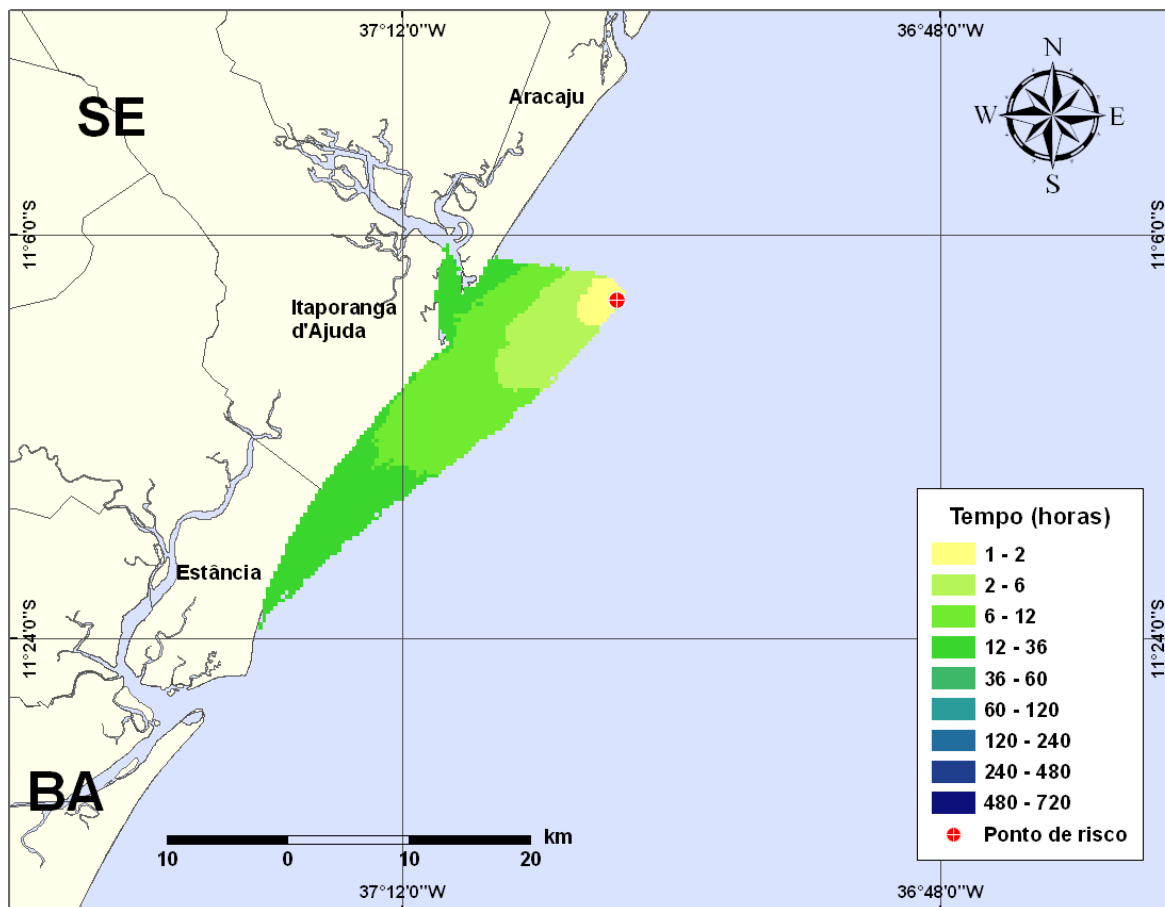 37°12'0"W
36°48'0"W
N
W
E
S
SE
Aracaju
11°6'0"S
11°6'0"S
Itaporanga
d'Ajuda
Estância
11°24'0"S
11°24'0"S
BA
Tempo (horas)
1 - 2
2 - 6
6 - 12
12 - 36
36 - 60
60 - 120
120 - 240
240 - 480
480 - 720
Ponto de risco
km
10 0 10 20
37°12'0"W
36°48'0"W